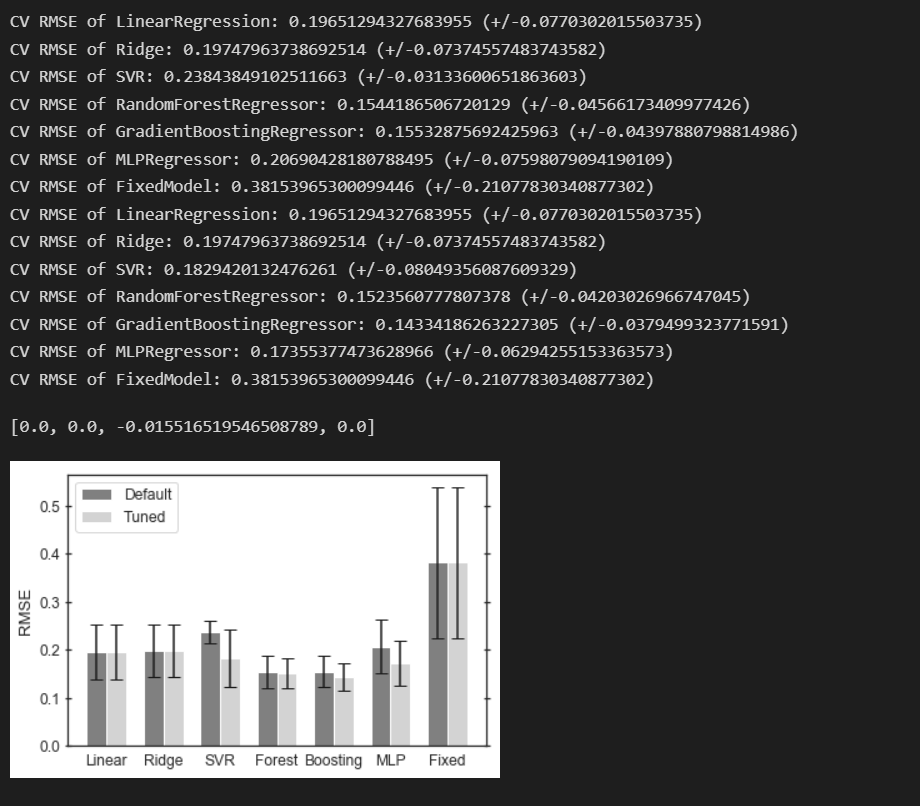 CV RMSE of LinearRegression: 0.19651294327683955 (+/-0.0770302015503735)
CV RMSE of Ridge: 0.19747963738692514 (+/-0.07374557483743582)
CV RMSE of SVR: 0.23843849102511663 (+/-0.03133600651863603)
CV RMSE of RandomForestRegressor: 0.1544186506720129 (+/-0.04566173409977426)
CV RMSE of GradientBoostingRegressor: 0.15532875692425963 (+/-0.04397880798814986)
CV RMSE of MLPRegressor: 0.20690428180788495 (+/-0.07598079094190109)
CV RMSE of FixedModel: 0.38153965300099446 (+/-0.21077830340877302)
CV RMSE of LinearRegression: 0.19651294327683955 (+/-0.0770302015503735)
CV RMSE of Ridge: 0.19747963738692514 (+/-0.07374557483743582)
CV RMSE of SVR: 0.1829420132476261 (+/-0.08049356087609329)
CV RMSE of RandomForestRegressor: 0.1523560777807378 (+/-0.04203026966747045)
CV RMSE of GradientBoostingRegressor: 0.14334186263227305 (+/-0.0379499323771591)
CV RMSE of MLPRegressor: 0.17355377473628966 (+/-0.06294255153363573)
CV RMSE of FixedModel: 0.38153965300099446 (+/-0.21077830340877302)
[0.0, 0.0, -0.015516519546508789, 0.0]
Default
Tuned
0.5
0.4
0.3
0.2
0.1
0.0
RMSE
Linear Ridge SVR Forest Boosting MLP Fixed